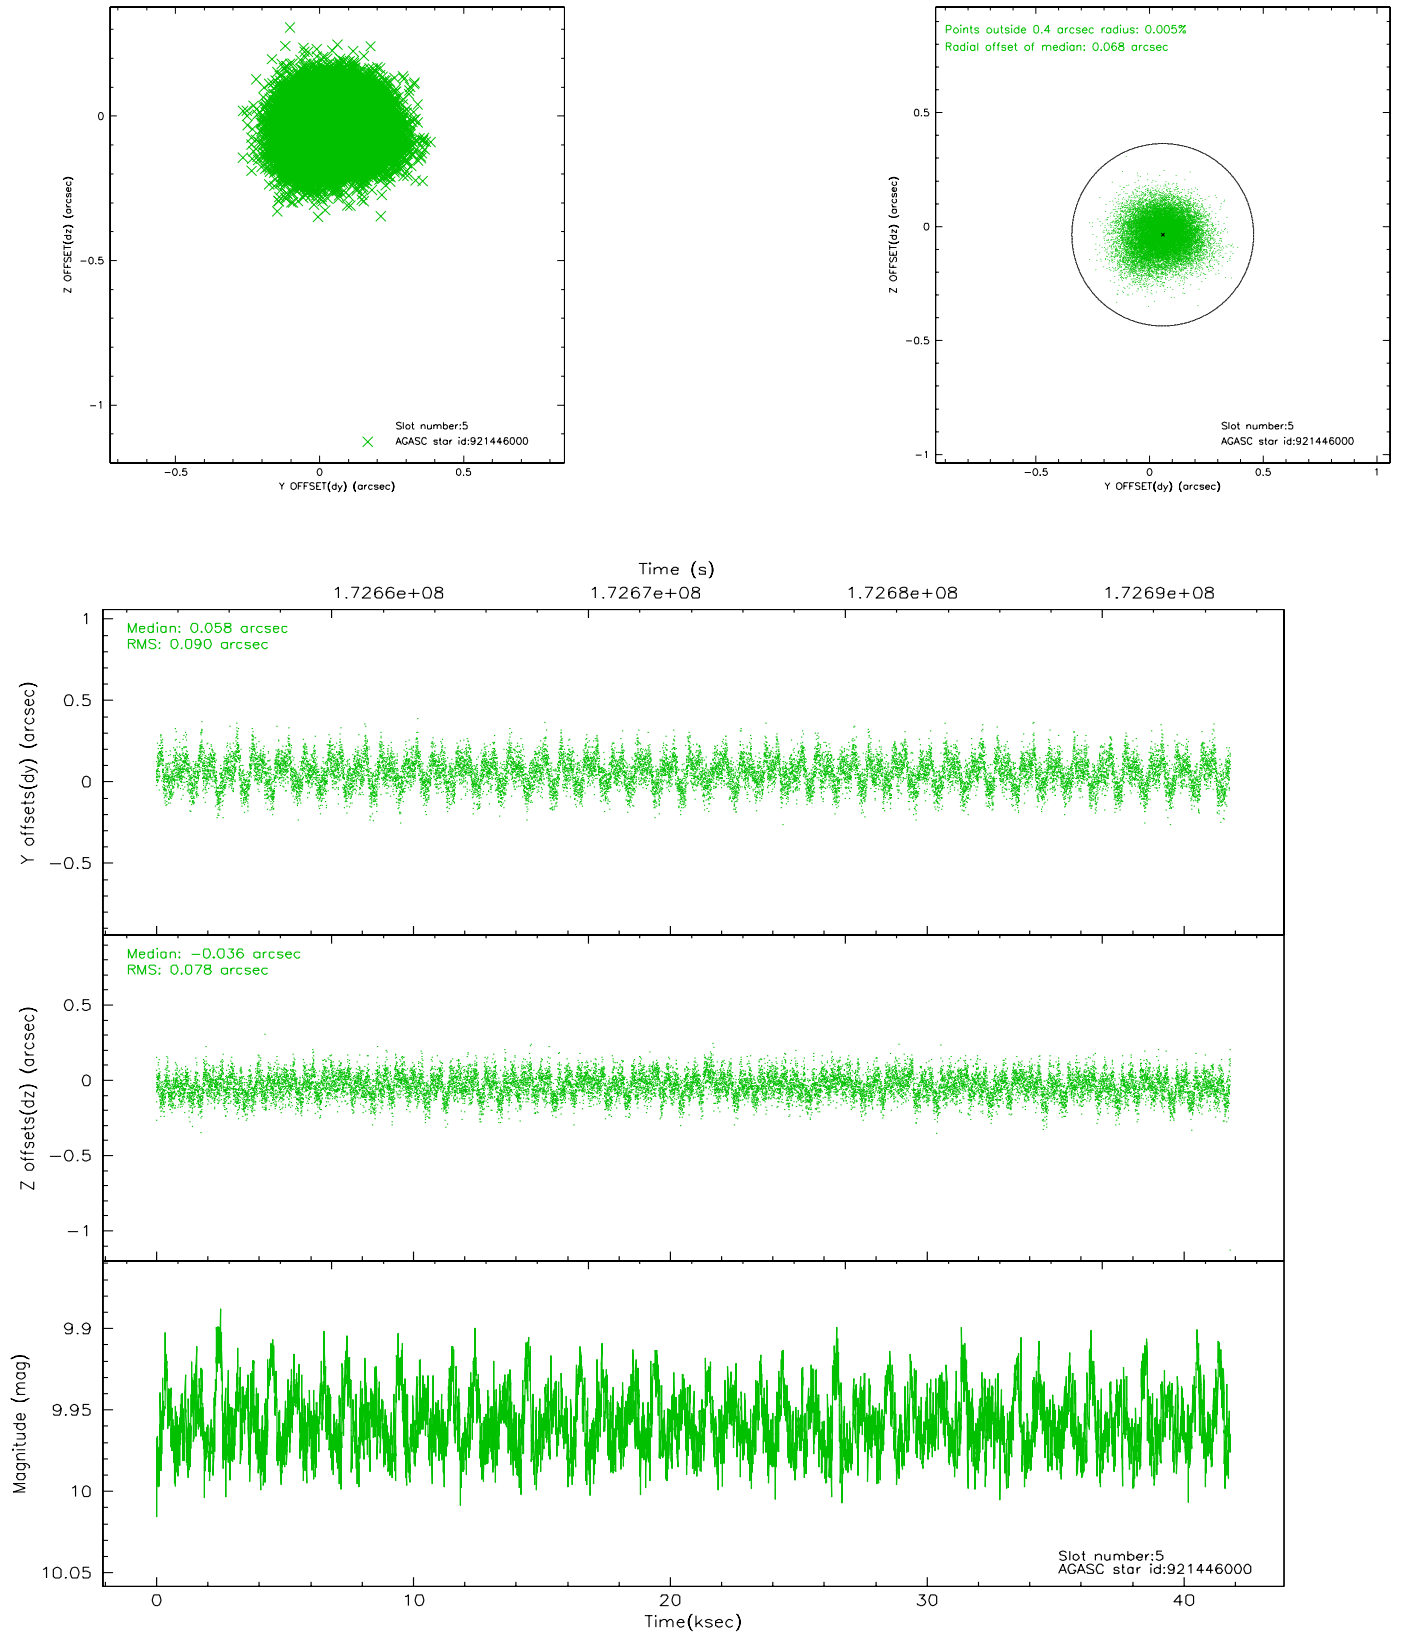 0
-0.5
-1
Z OFFSET(dz) (arcsec)
Slot number:5
AGASC star id:921446000
-0.5 0 0.5
Y OFFSET(dy) (arcsec)
Points outside 0.4 arcsec radius: 0.005%
Radial offset of median: 0.068 arcsec
0.5
0
-0.5
-1
Z OFFSET(dz) (arcsec)
Slot number:5
AGASC star id:921446000
-0.5 0 0.5 1
Y OFFSET(dy) (arcsec)
Time (s)
1.7266e+08 1.7267e+08 1.7268e+08 1.7269e+08
Median: 0.058 arcsec
RMS: 0.090 arcsec
1
0.5
0
-0.5
Y offsets(dy) (arcsec)
Median: -0.036 arcsec
RMS: 0.078 arcsec
0.5
0
-0.5
-1
Z offsets(dz) (arcsec)
9.9
9.95
10
10.05
Magnitude (mag)
Slot number:5
AGASC star id:921446000
0 10 20 30 40
Time(ksec)